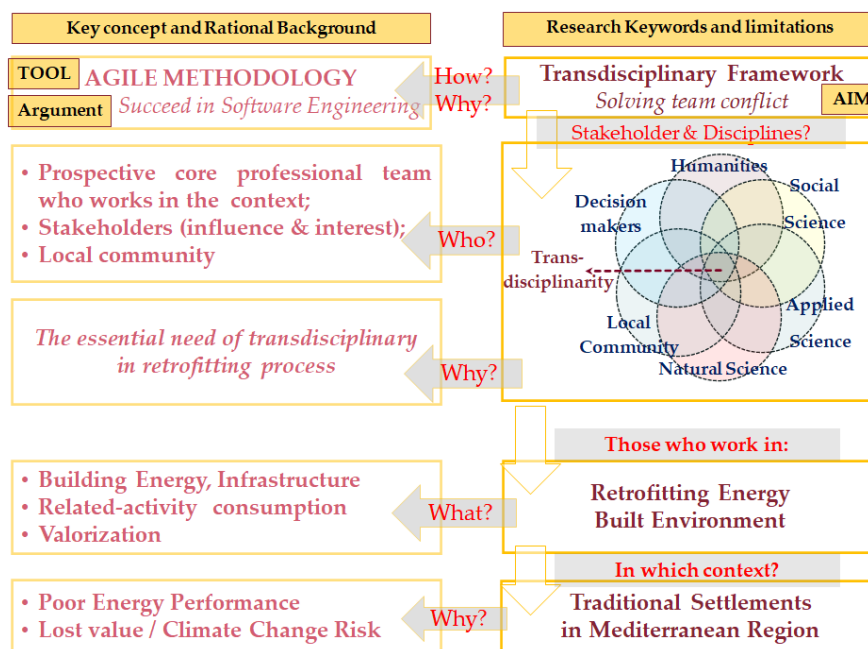 Key concept and Rational Background
Research Keywords and limitations
TOOL
AGILE METHODOLOGY
Argument
Succeed in Software Engineering
How?
Why?
Transdisciplinary Framework
Solving team conflict
AIM
Stakeholder & Disciplines?
• Prospective core professional team
who works in the context;
• Stakeholders (influence & interest);
• Local community
Who?
Humanities
Decision
makers
Social
Science
Trans-
disciplinarity
Applied
Science
Local
Community
Natural Science
The essential need of transdisciplinary
in retrofitting process
Why?
Those who work in:
• Building Energy, Infrastructure
• Related-activity consumption
• Valorization
What?
Retrofitting Energy
Built Environment
In which context?
• Poor Energy Performance
• Lost value / Climate Change Risk
Why?
Traditional Settlements
in Mediterranean Region